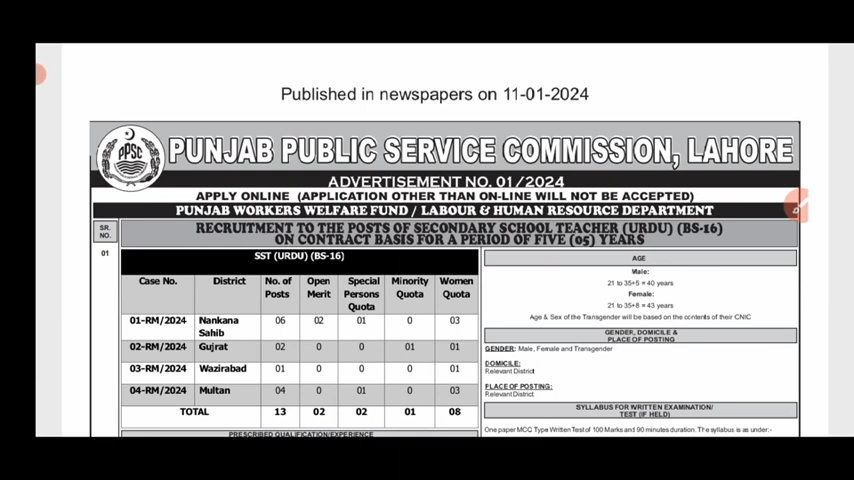 Published in newspapers on 11-01-2024
PPSC
PUNJAB PUBLIC SERVICE COMMISSION, LAHORE
ADVERTISEMENT NO. 01/2024
APPLY ONLINE (APPLICATION OTHER THAN ON-LINE WILL NOT BE ACCEPTED)
PUNJAB WORKERS WELFARE FUND / LABOUR & HUMAN RESOURCE DEPARTMENT
SR. NO.
RECRUITMENT TO THE POSTS OF SECONDARY SCHOOL TEACHER (URDU) (BS-16)
ON CONTRACT BASIS FOR A PERIOD OF FIVE (05) YEARS
01
SST (URDU) (BS-16)
Case No. District No. of Posts Open Merit Special Persons Quota Minority Quota Women Quota
01-RM/2024 Nankana Sahib 06 02 01 0 03
02-RM/2024 Gujrat 02 0 0 01 01
03-RM/2024 Wazirabad 01 0 0 0 01
04-RM/2024 Multan 04 0 01 0 03
TOTAL 13 02 02 01 08
PRESCRIBED QUALIFICATION/EXPERIENCE
AGE
Male:
21 to 35+5 = 40 years
Female:
21 to 35+8 = 43 years
Age & Sex of the Transgender will be based on the contents of their CNIC
GENDER, DOMICILE &
PLACE OF POSTING
GENDER: Male, Female and Transgender
DOMICILE:
Relevant District
PLACE OF POSTING:
Relevant District
SYLLABUS FOR WRITTEN EXAMINATION/
TEST (IF HELD)
One paper MCQ Type Written Test of 100 Marks and 90 minutes duration. The syllabus is as under:-